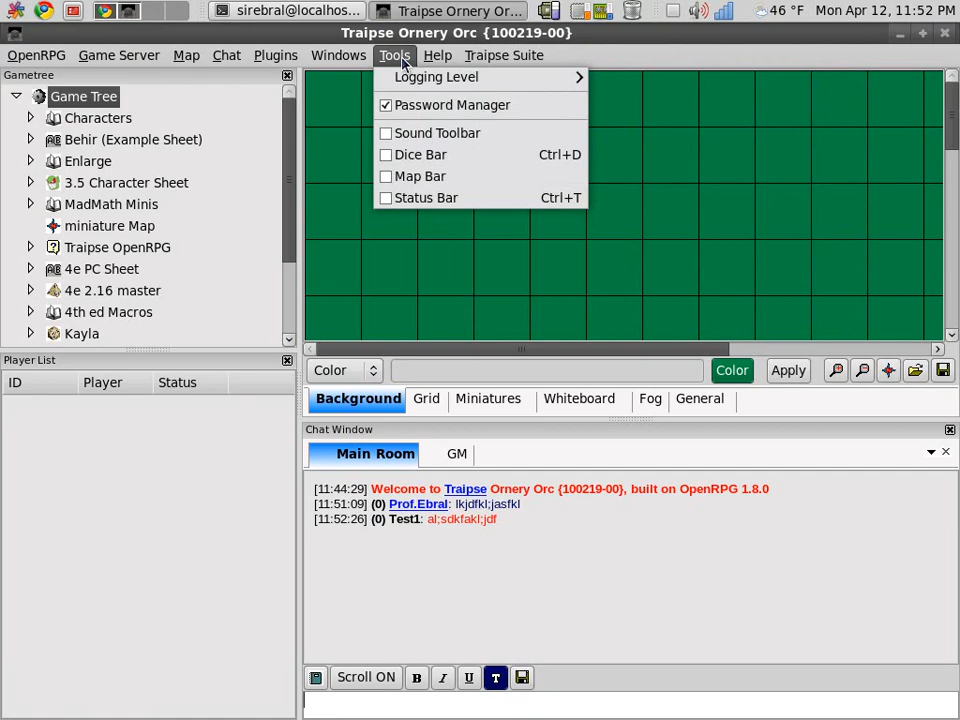 sirebral@localhos...
Traipse Ornery Or...
46 °F
Mon Apr 12, 11:52 PM
Traipse Ornery Orc {100219-00}
OpenRPG Game Server Map Chat Plugins Windows Tools Help Traipse Suite
Gametree
Game Tree
Characters
Behir (Example Sheet)
Enlarge
3.5 Character Sheet
MadMath Minis
miniature Map
Traipse OpenRPG
4e PC Sheet
4e 2.16 master
4th ed Macros
Kayla
Logging Level
Password Manager
Sound Toolbar
Dice Bar Ctrl+D
Map Bar
Status Bar Ctrl+T
Player List
ID Player Status
Color Color Apply
Background Grid Miniatures Whiteboard Fog General
Chat Window
Main Room GM
[11:44:29] Welcome to Traipse Ornery Orc {100219-00}, built on OpenRPG 1.8.0
[11:51:09] (0) Prof.Ebral: lkjdfkl;jasfkl
[11:52:26] (0) Test1: al;sdkfakl;jdf
Scroll ON B I U T